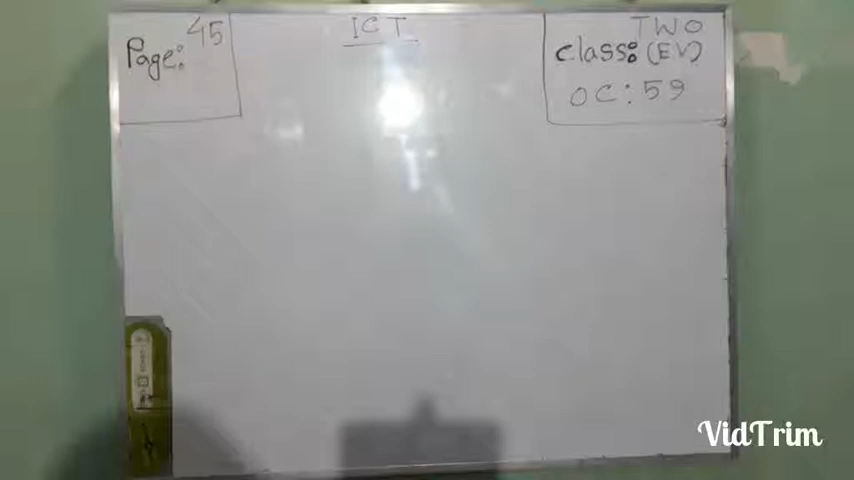 Page: 45
ICT
TWO
Class: (EV)
OC: 59
VidTrim